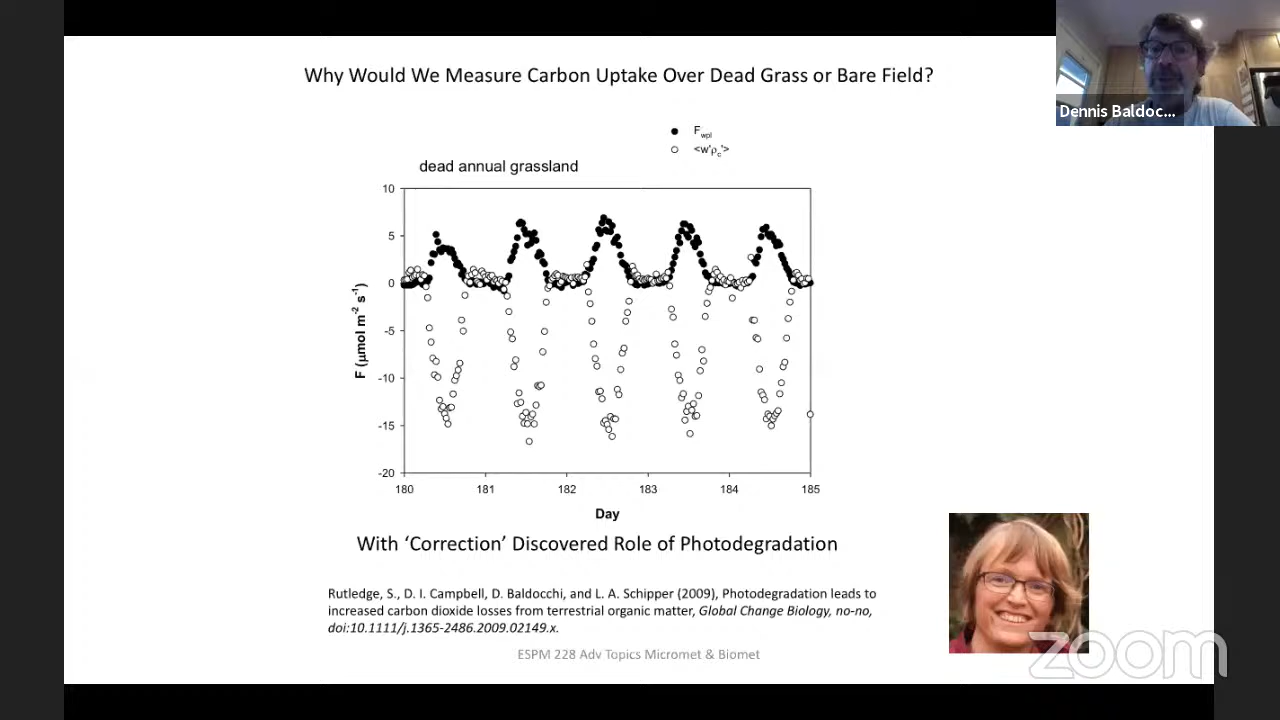 Why Would We Measure Carbon Uptake Over Dead Grass or Bare Field?
Dennis Baldoc...
F_wpl
<w'ρ_c'>
dead annual grassland
10
5
0
-5
-10
-15
-20
F (μmol m⁻² s⁻¹)
180 181 182 183 184 185
Day
With ‘Correction’ Discovered Role of Photodegradation
Rutledge, S., D. I. Campbell, D. Baldocchi, and L. A. Schipper (2009), Photodegradation leads to
increased carbon dioxide losses from terrestrial organic matter, Global Change Biology, no-no,
doi:10.1111/j.1365-2486.2009.02149.x.
ESPM 228 Adv Topics Micromet & Biomet
zoom